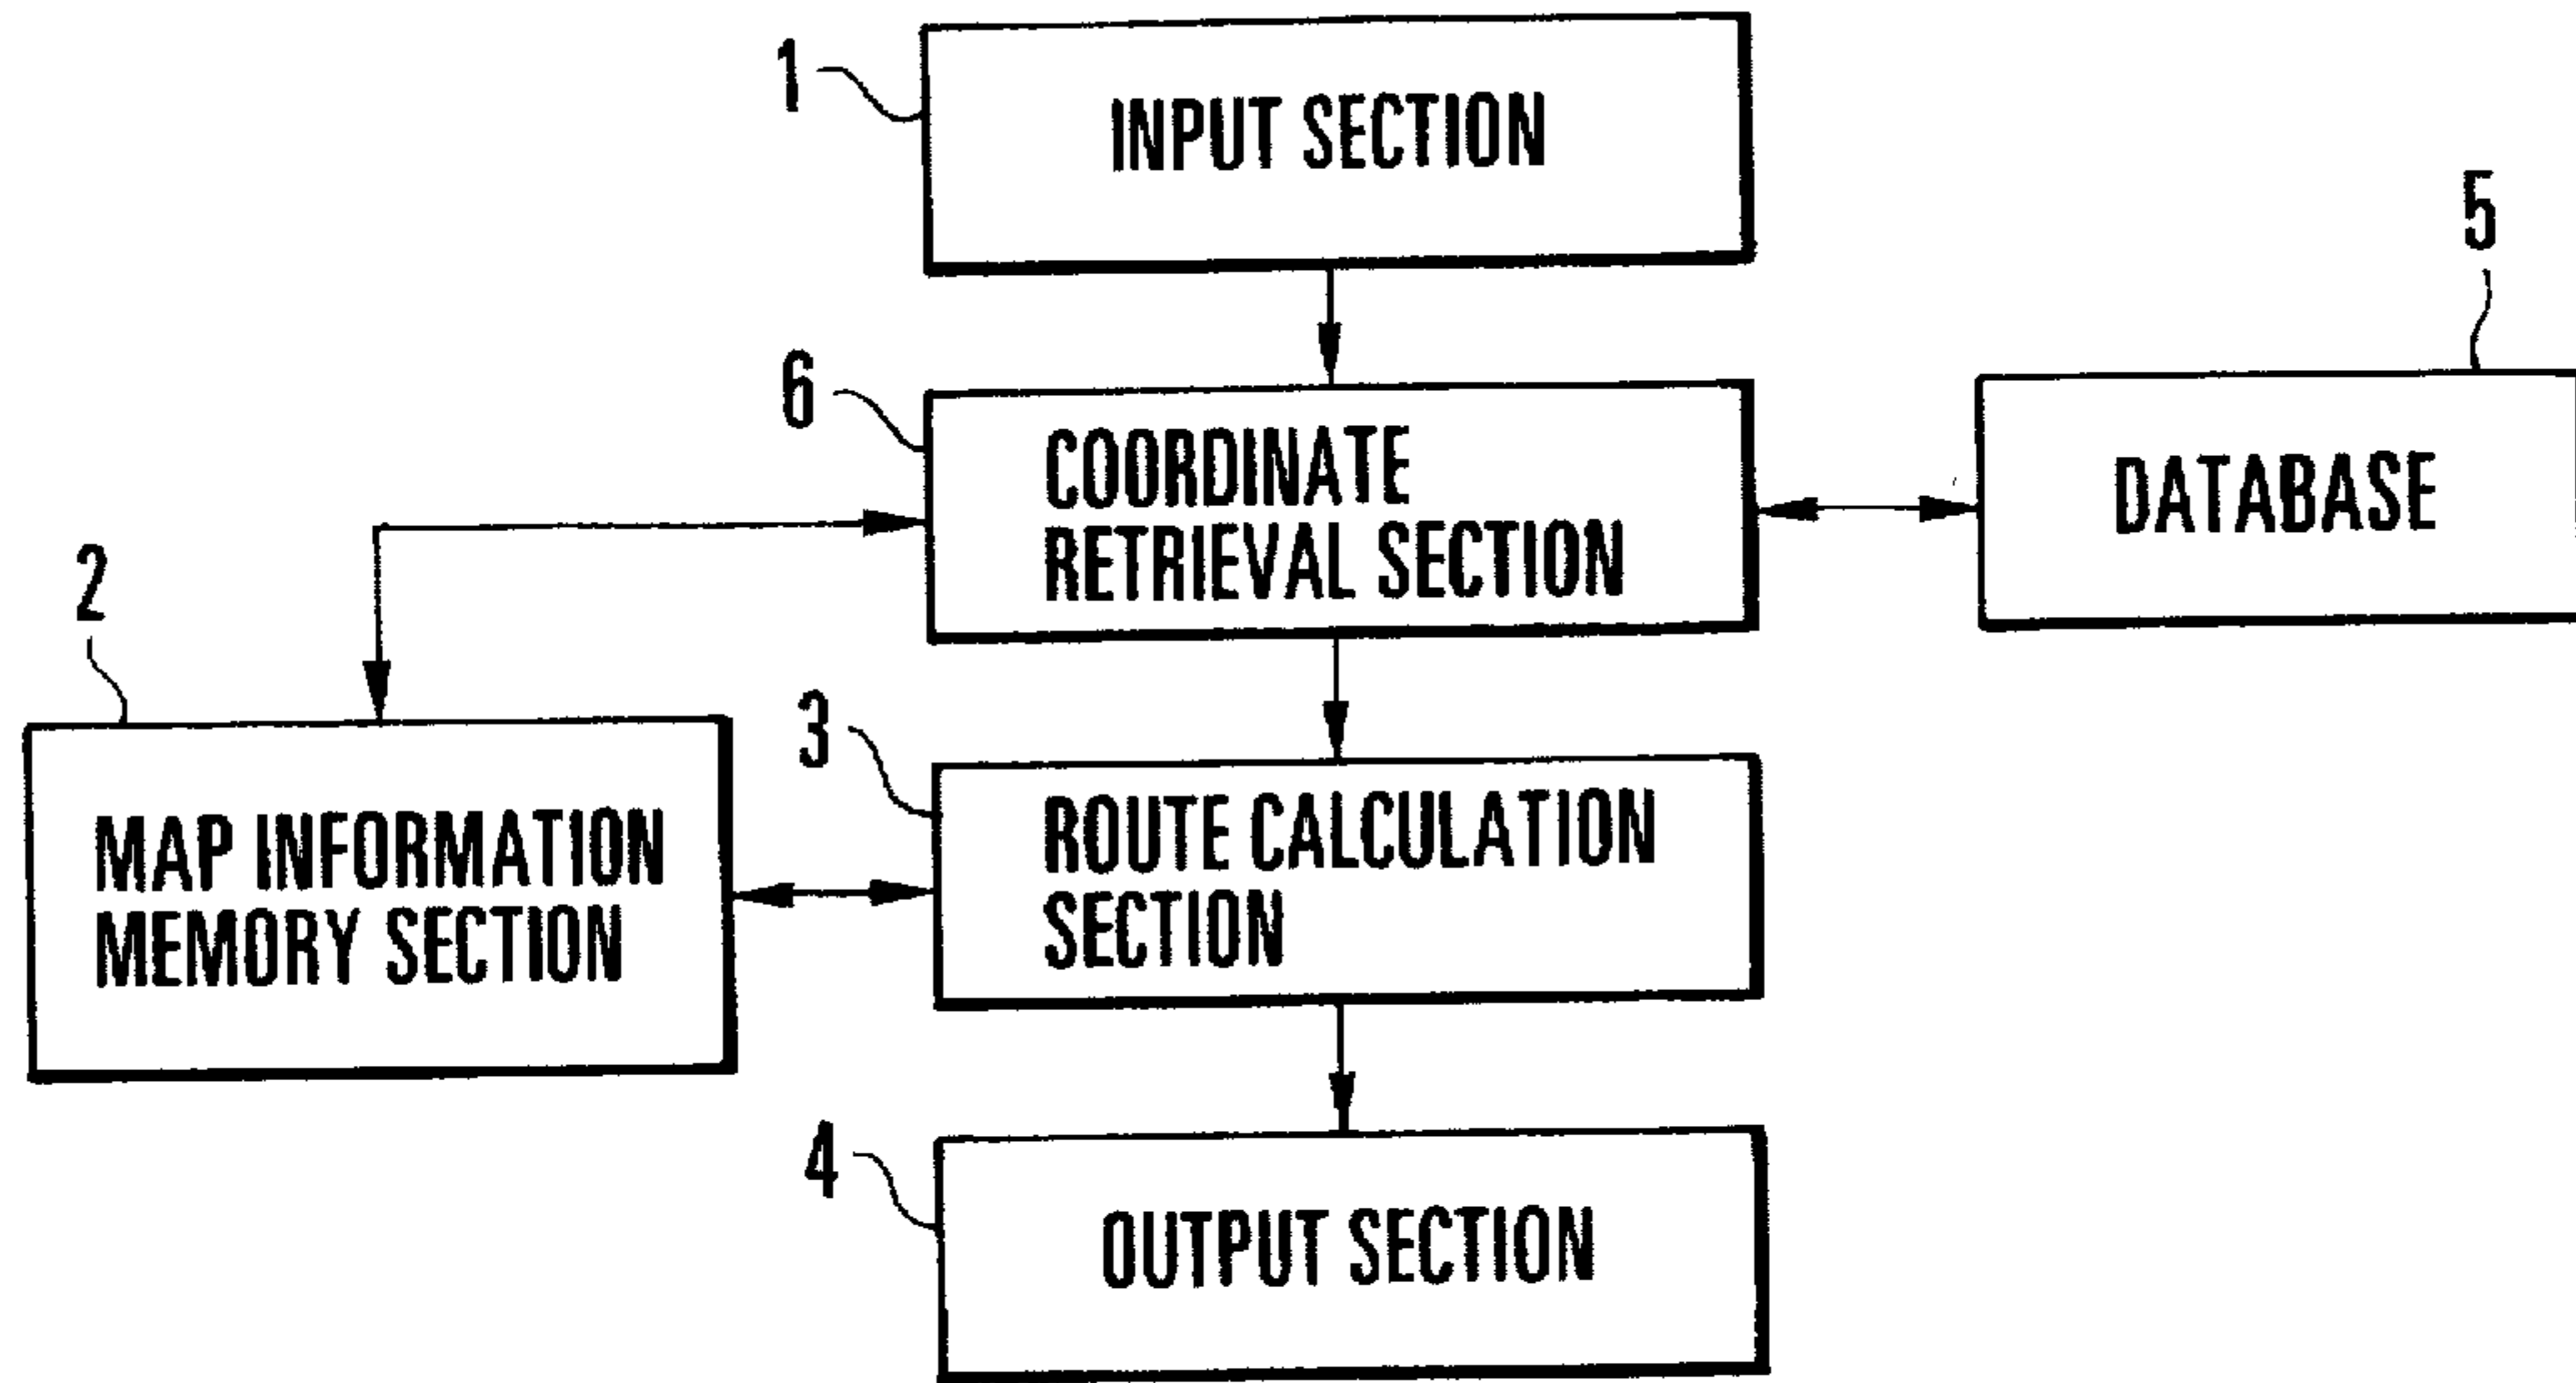 1
INPUT SECTION
5
6
COORDINATE
RETRIEVAL SECTION
DATABASE
2
MAP INFORMATION
MEMORY SECTION
3
ROUTE CALCULATION
SECTION
4
OUTPUT SECTION